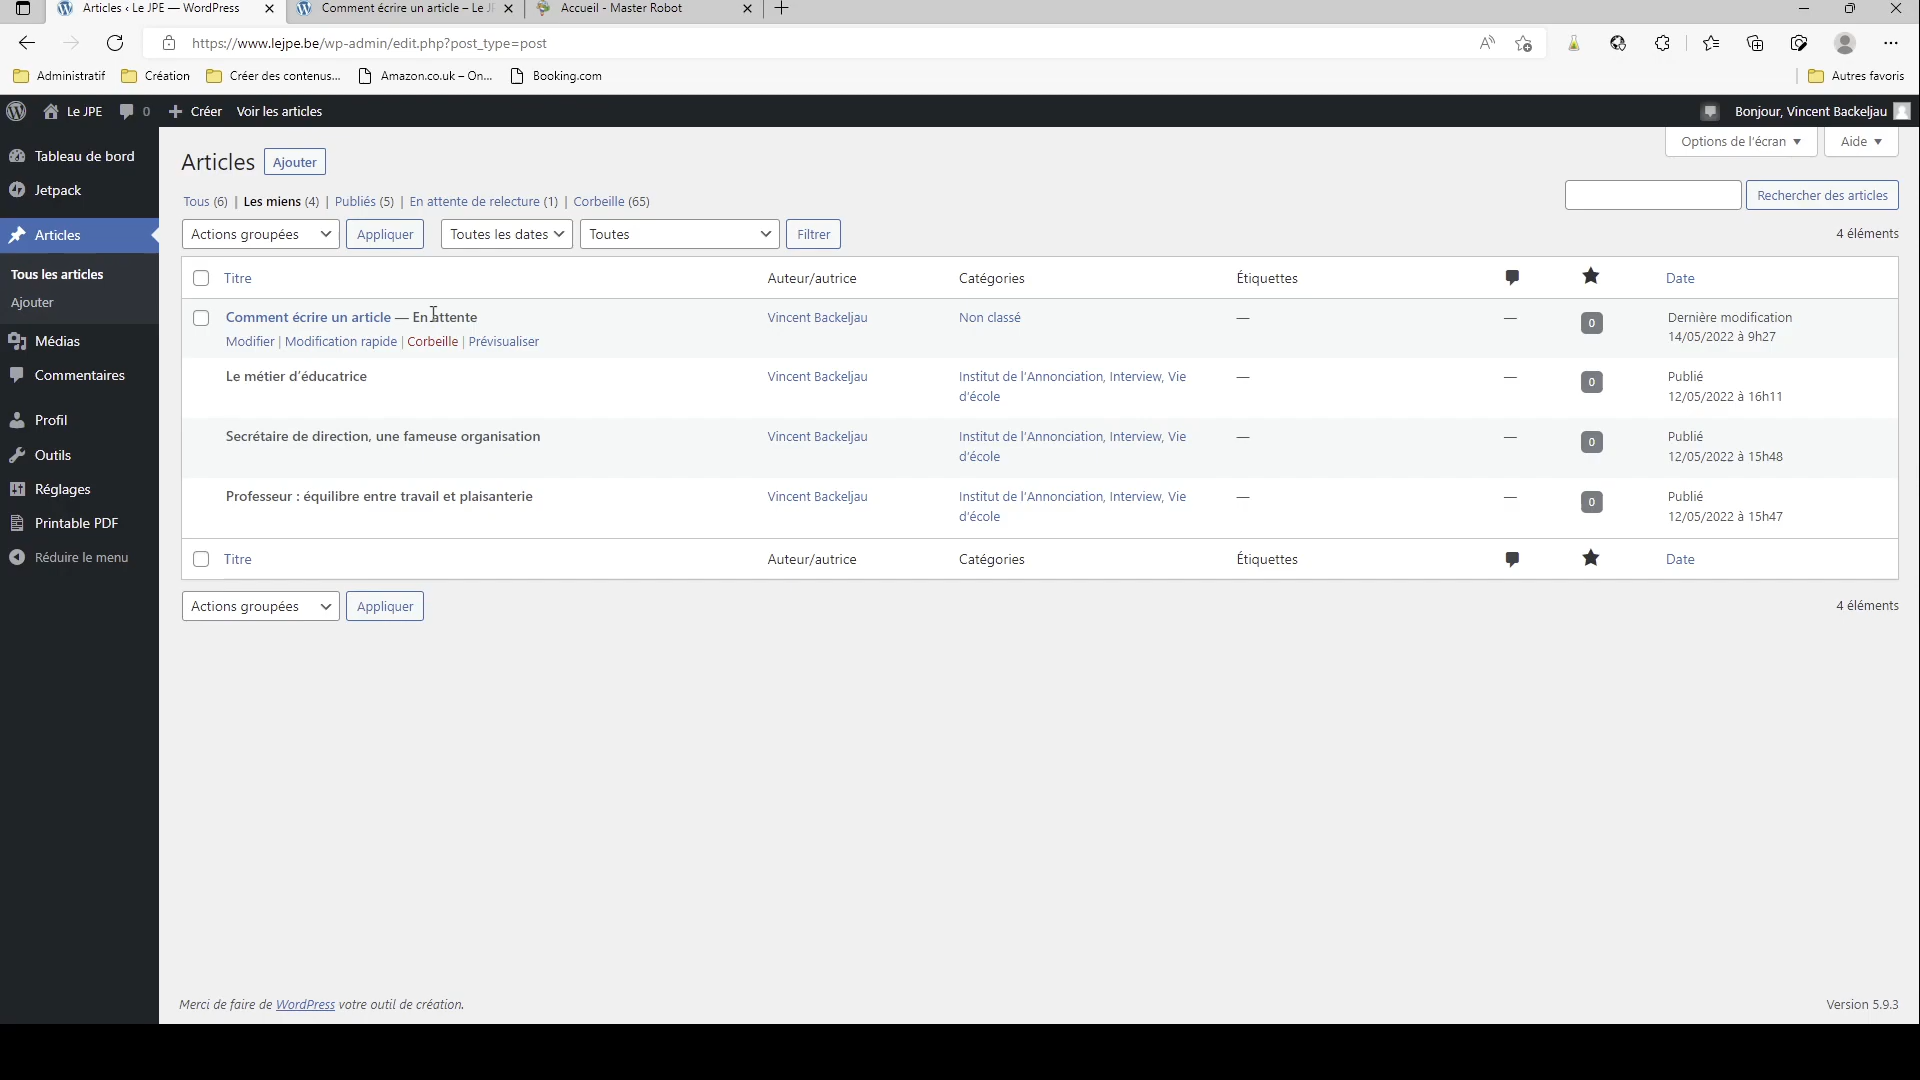 Articles ‹ Le JPE — WordPress
Comment écrire un article – Le JP
Accueil - Master Robot
https://www.lejpe.be/wp-admin/edit.php?post_type=post
Administratif
Création
Créer des contenus...
Amazon.co.uk – On...
Booking.com
Autres favoris
Le JPE
0
Créer
Voir les articles
Bonjour, Vincent Backeljau
Tableau de bord
Jetpack
Articles
Tous les articles
Ajouter
Médias
Commentaires
Profil
Outils
Réglages
Printable PDF
Réduire le menu
Options de l'écran
Aide
Articles
Ajouter
Tous (6) | Les miens (4) | Publiés (5) | En attente de relecture (1) | Corbeille (65)
Rechercher des articles
Actions groupées
Appliquer
Toutes les dates
Toutes
Filtrer
4 éléments
Titre
Auteur/autrice
Catégories
Étiquettes
Date
Comment écrire un article — En attente
Modifier | Modification rapide | Corbeille | Prévisualiser
Vincent Backeljau
Non classé
—
—
0
Dernière modification
14/05/2022 à 9h27
Le métier d'éducatrice
Vincent Backeljau
Institut de l'Annonciation, Interview, Vie
d'école
—
—
0
Publié
12/05/2022 à 16h11
Secrétaire de direction, une fameuse organisation
Vincent Backeljau
Institut de l'Annonciation, Interview, Vie
d'école
—
—
0
Publié
12/05/2022 à 15h48
Professeur : équilibre entre travail et plaisanterie
Vincent Backeljau
Institut de l'Annonciation, Interview, Vie
d'école
—
—
0
Publié
12/05/2022 à 15h47
Titre
Auteur/autrice
Catégories
Étiquettes
Date
Actions groupées
Appliquer
4 éléments
Merci de faire de WordPress votre outil de création.
Version 5.9.3